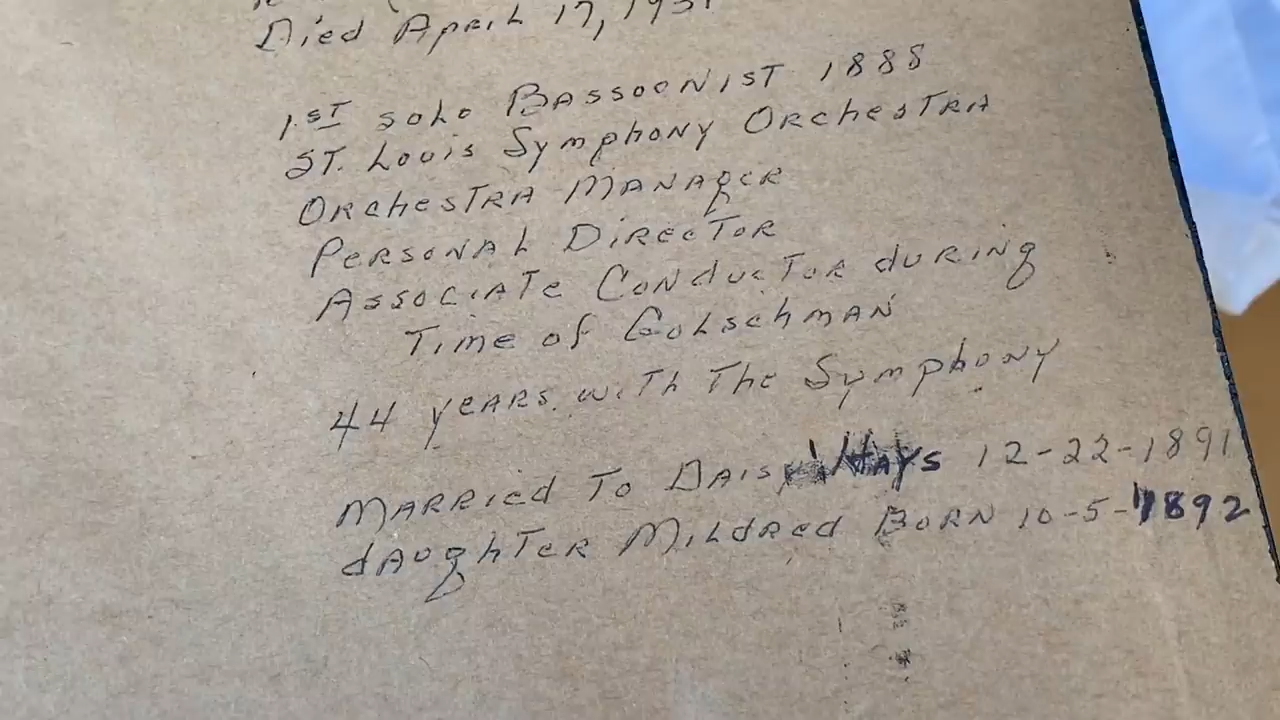 Died April 17, 193
1ST SOLO BASSOONIST 1888
ST. LOUIS SYMPHONY ORCHESTRA
ORCHESTRA MANAGER
PERSONAL DIRECTOR
ASSOCIATE CONDUCTOR during
Time of GOLSCHMAN
44 YEARS WITH The Symphony
MARRIED TO DAISY HAYS 12-22-1891
dAUghTER MILdRed BORN 10-5-1892